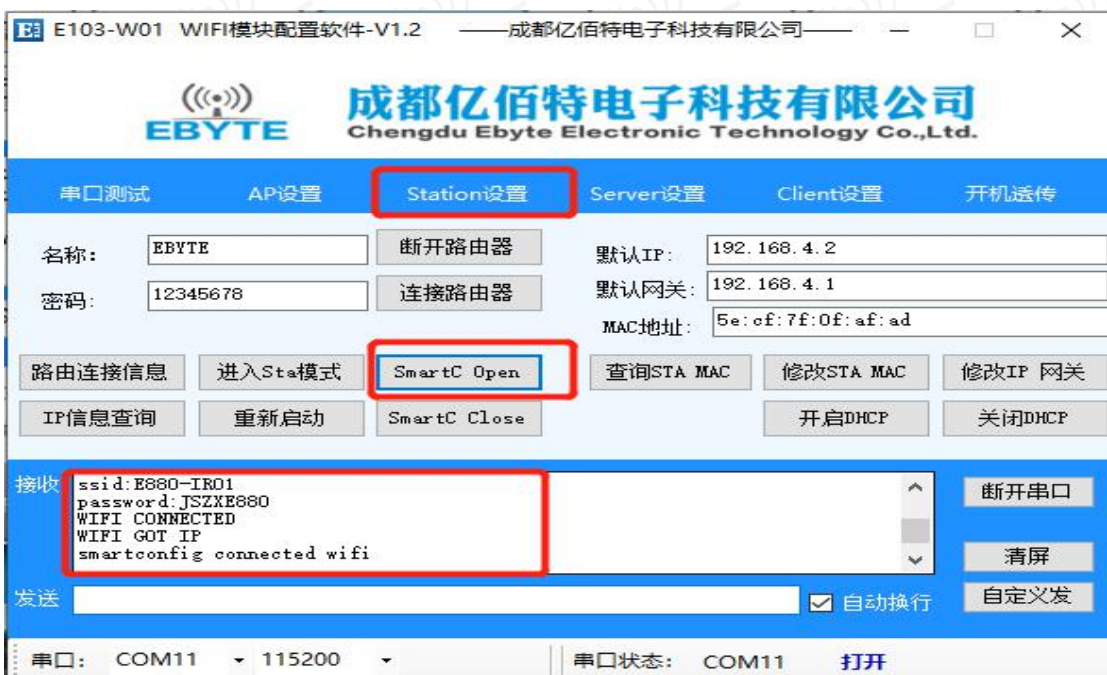 E103-W01 WIFI模块配置软件-V1.2 ——成都亿佰特电子科技有限公司——
EBYTE
成都亿佰特电子科技有限公司
Chengdu Ebyte Electronic Technology Co.,Ltd.
串口测试 AP设置 Station设置 Server设置 Client设置 开机透传
名称: EBYTE 断开路由器 默认IP: 192.168.4.2
密码: 12345678 连接路由器 默认网关: 192.168.4.1
MAC地址: 5e:cf:7f:0f:af:ad
路由连接信息 进入Sta模式 SmartC Open 查询STA MAC 修改STA MAC 修改IP 网关
IP信息查询 重新启动 SmartC Close 开启DHCP 关闭DHCP
接收 ssid:E880-IR01
password:JSZXE880
WIFI CONNECTED
WIFI GOT IP
smartconfig connected wifi
断开串口
清屏
发送 自动换行 自定义发
串口: COM11 115200 串口状态: COM11 打开